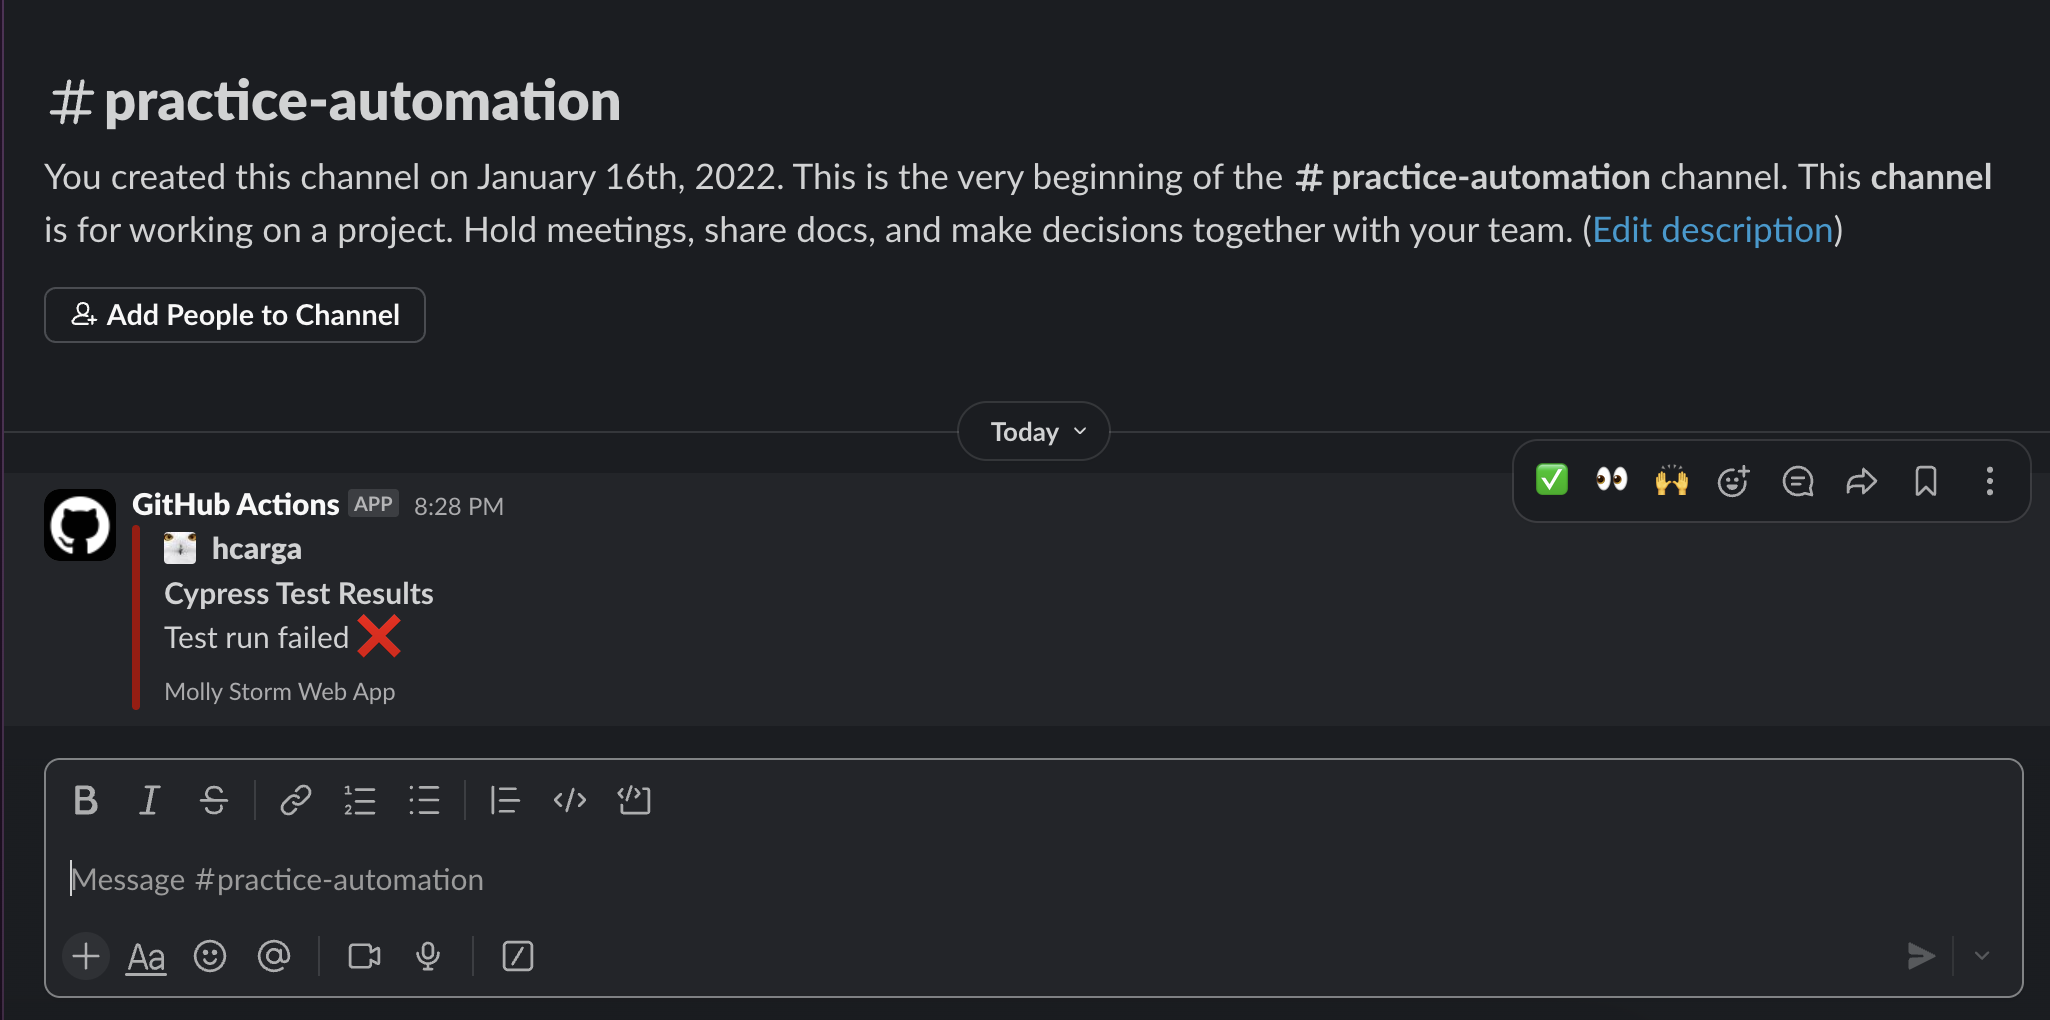 #practice-automation
You created this channel on January 16th, 2022. This is the very beginning of the # practice-automation channel. This channel
is for working on a project. Hold meetings, share docs, and make decisions together with your team. (Edit description)
Add People to Channel
Today
GitHub Actions APP 8:28 PM
hcarga
Cypress Test Results
Test run failed ❌
Molly Storm Web App
Message #practice-automation